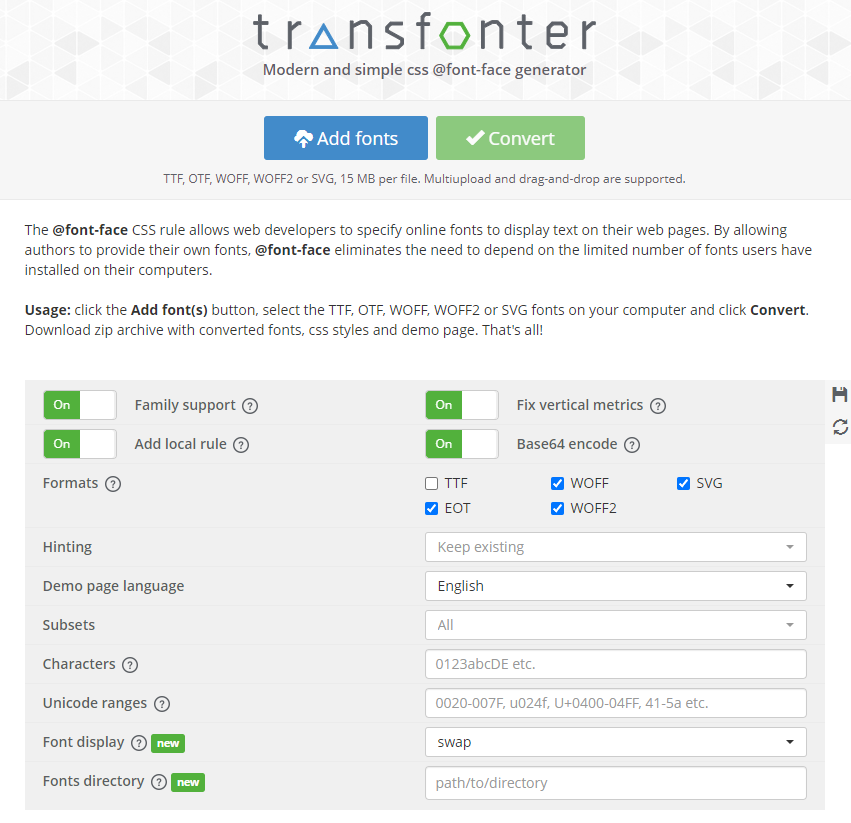 transfonter
Modern and simple css @font-face generator
Add fonts
Convert
TTF, OTF, WOFF, WOFF2 or SVG, 15 MB per file. Multiupload and drag-and-drop are supported.
The @font-face CSS rule allows web developers to specify online fonts to display text on their web pages. By allowing
authors to provide their own fonts, @font-face eliminates the need to depend on the limited number of fonts users have
installed on their computers.
Usage: click the Add font(s) button, select the TTF, OTF, WOFF, WOFF2 or SVG fonts on your computer and click Convert.
Download zip archive with converted fonts, css styles and demo page. That's all!
On Family support ? On Fix vertical metrics ?
On Add local rule ? On Base64 encode ?
Formats ? TTF WOFF SVG
EOT WOFF2
Hinting Keep existing
Demo page language English
Subsets All
Characters ? 0123abcDE etc.
Unicode ranges ? 0020-007F, u024f, U+0400-04FF, 41-5a etc.
Font display ? new swap
Fonts directory ? new path/to/directory